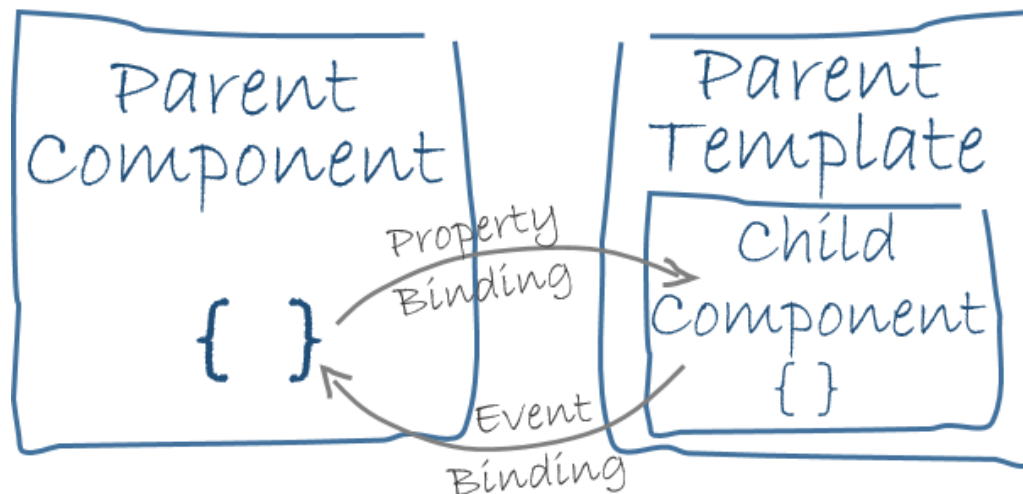 Parent
Component
{ }
Property
Binding
Event
Binding
Parent
Template
Child
Component
{ }